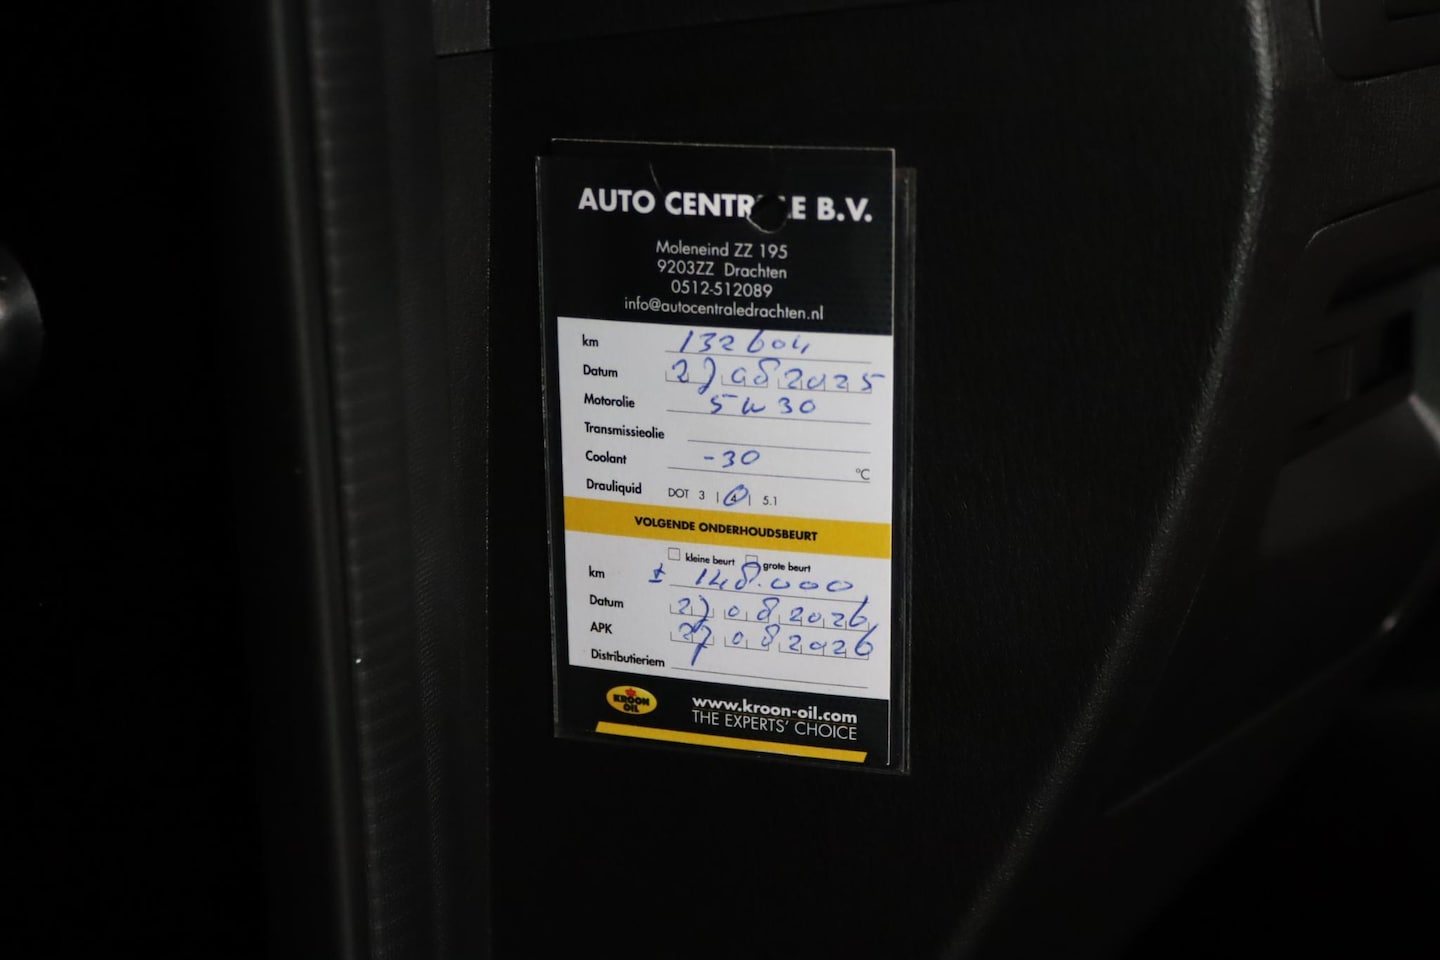 AUTO CENTRALE B.V.
Moleneind ZZ 195
9203ZZ Drachten
0512-512089
info@autocentraledrachten.nl
km 132604
Datum 27 08 2025
Motorolie 5W30
Transmissieolie
Coolant -30 °C
Drauliquid DOT 3 | 4 | 5.1
VOLGENDE ONDERHOUDSBEURT
kleine beurt grote beurt
km ± 148.000
Datum 27 08 2026
APK 27 08 2026
Distributieriem
KROON OIL
www.kroon-oil.com
THE EXPERTS' CHOICE